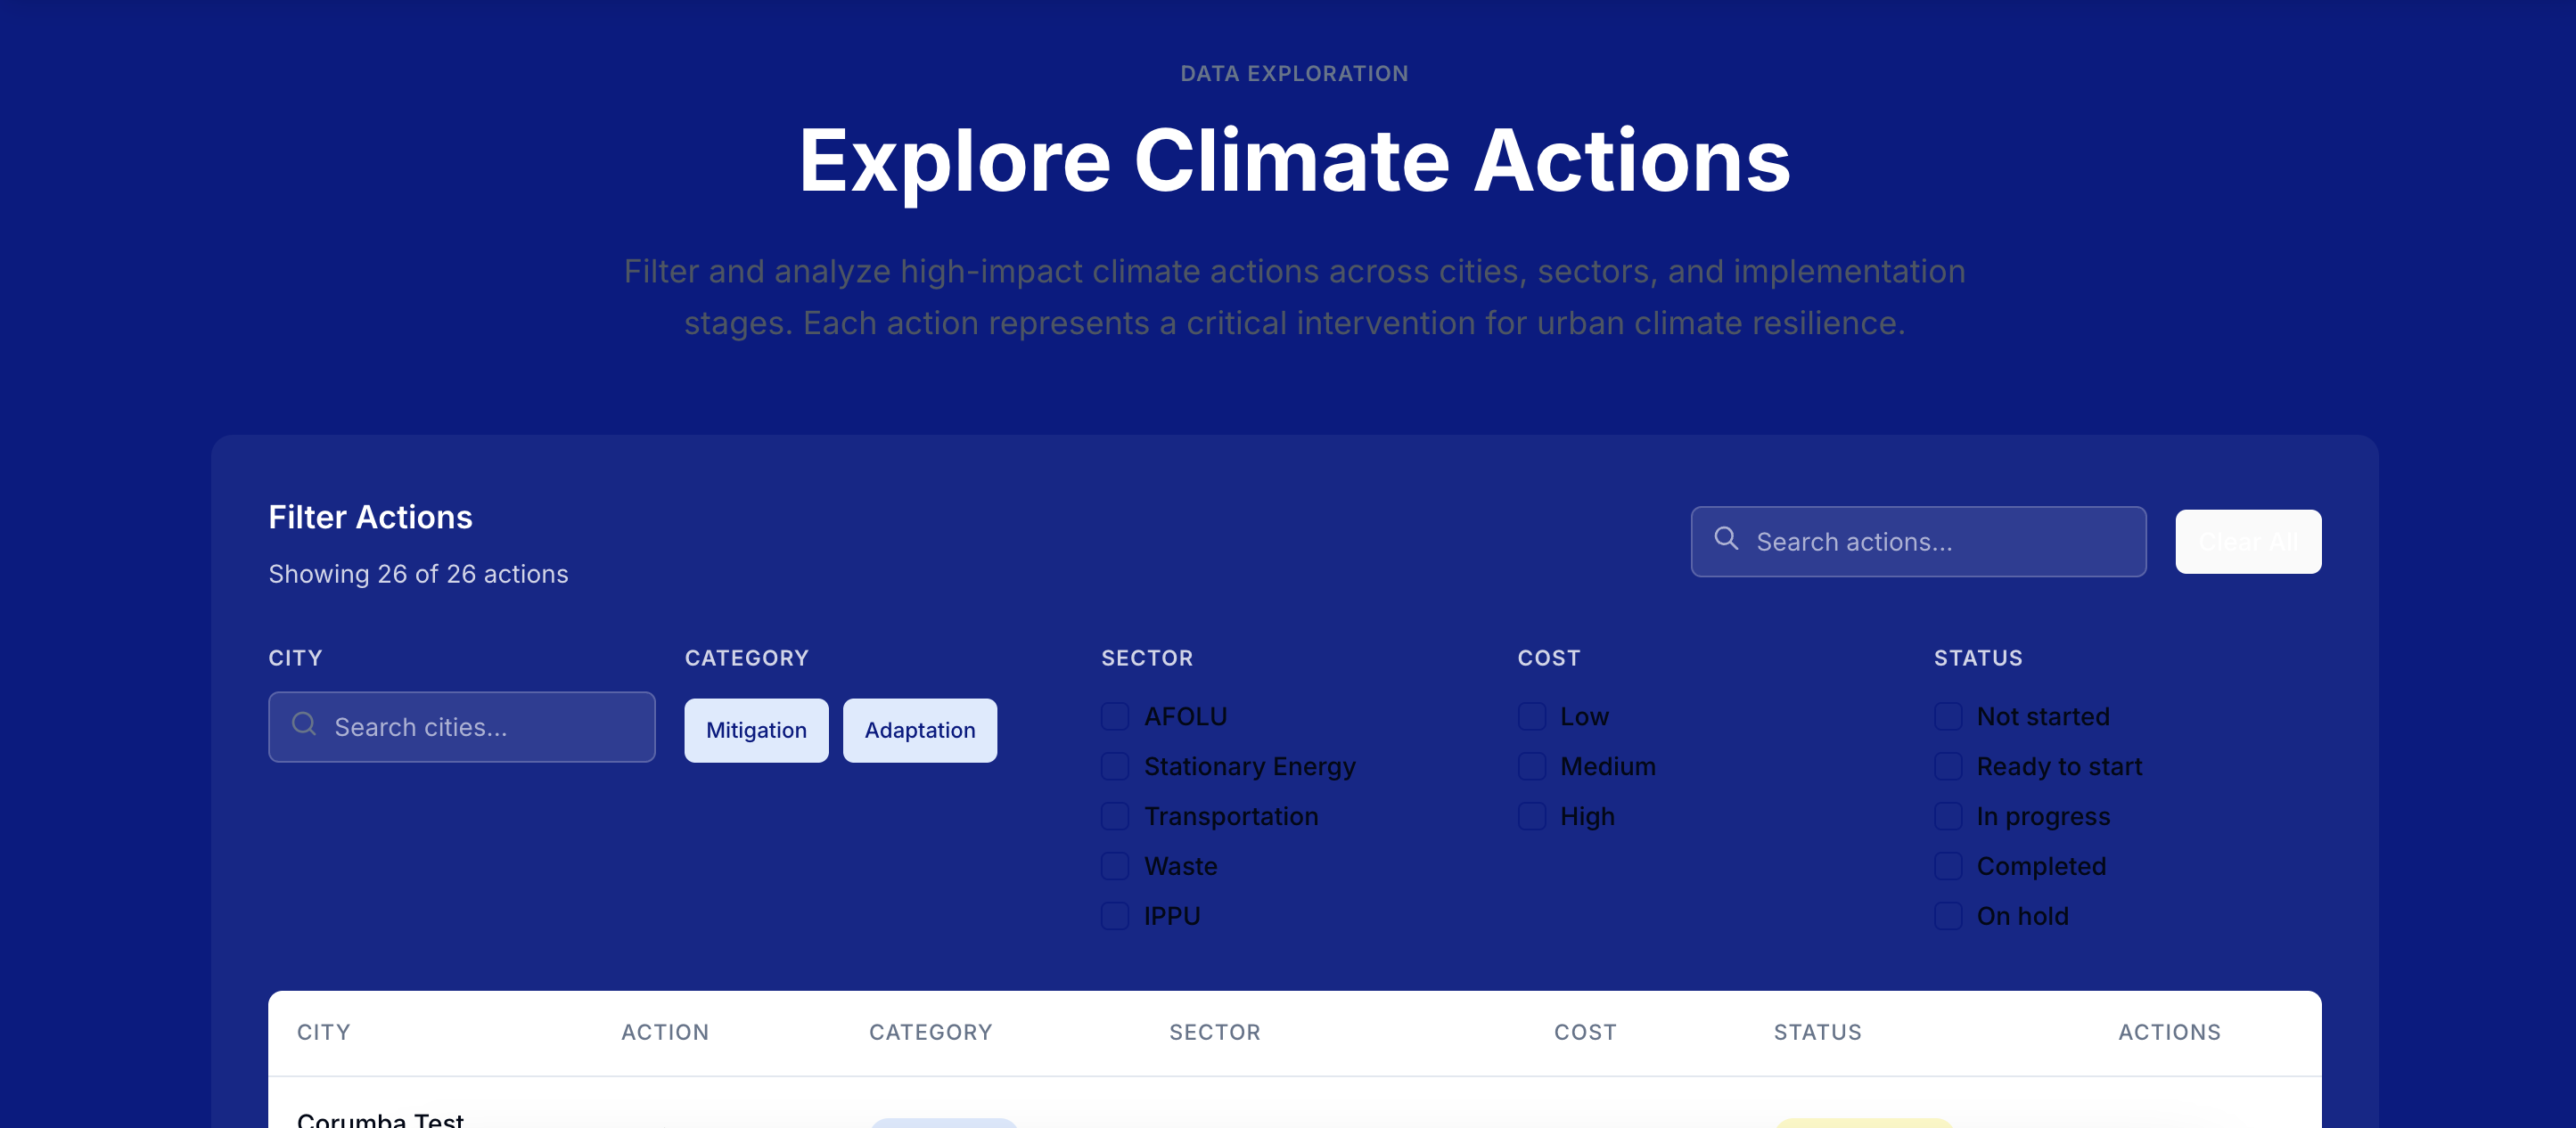 DATA EXPLORATION
Explore Climate Actions
Filter and analyze high-impact climate actions across cities, sectors, and implementation
stages. Each action represents a critical intervention for urban climate resilience.
Filter Actions
Showing 26 of 26 actions
Search actions...
Clear All
CITY
CATEGORY
SECTOR
COST
STATUS
Search cities...
Mitigation
Adaptation
AFOLU
Stationary Energy
Transportation
Waste
IPPU
Low
Medium
High
Not started
Ready to start
In progress
Completed
On hold
CITY ACTION CATEGORY SECTOR COST STATUS ACTIONS
Corumba Test